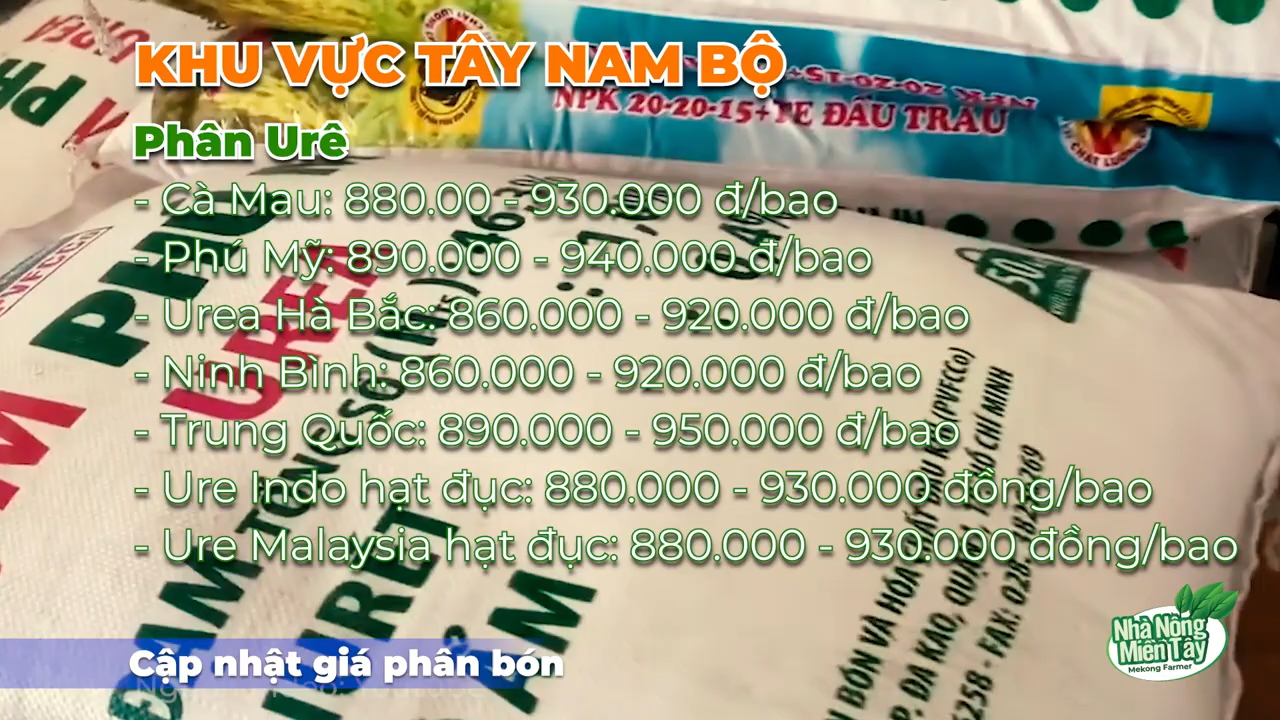 KHU VỰC TÂY NAM BỘ
Phân Urê
- Cà Mau: 880.00 - 930.000 đ/bao
- Phú Mỹ: 890.000 - 940.000 đ/bao
- Urea Hà Bắc: 860.000 - 920.000 đ/bao
- Ninh Bình: 860.000 - 920.000 đ/bao
- Trung Quốc: 890.000 - 950.000 đ/bao
- Ure Indo hạt đục: 880.000 - 930.000 đồng/bao
- Ure Malaysia hạt đục: 880.000 - 930.000 đồng/bao
Cập nhật giá phân bón
Nhà Nông
Miền Tây
Mekong Farmer
NPK 20-20-15+TE ĐẦU TRÂU
UREA
50